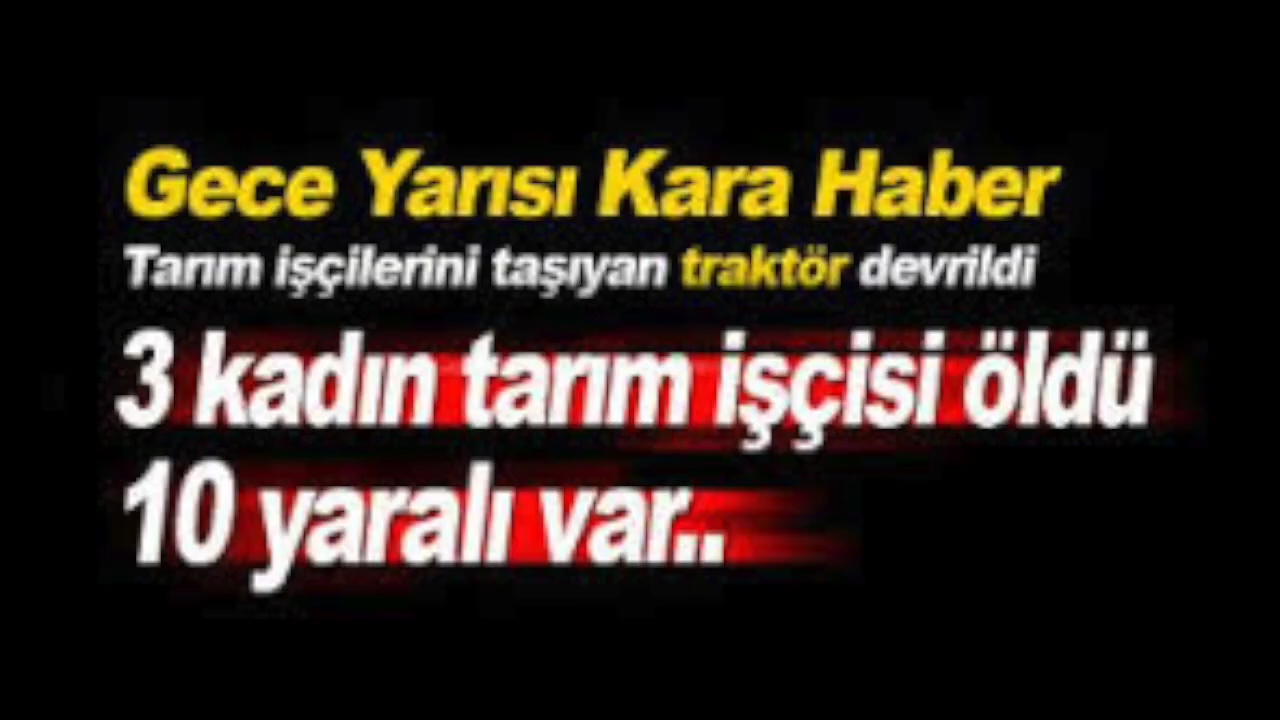 Gece Yarısı Kara Haber
Tarım işçilerini taşıyan traktör devrildi
3 kadın tarım işçisi öldü
10 yaralı var..